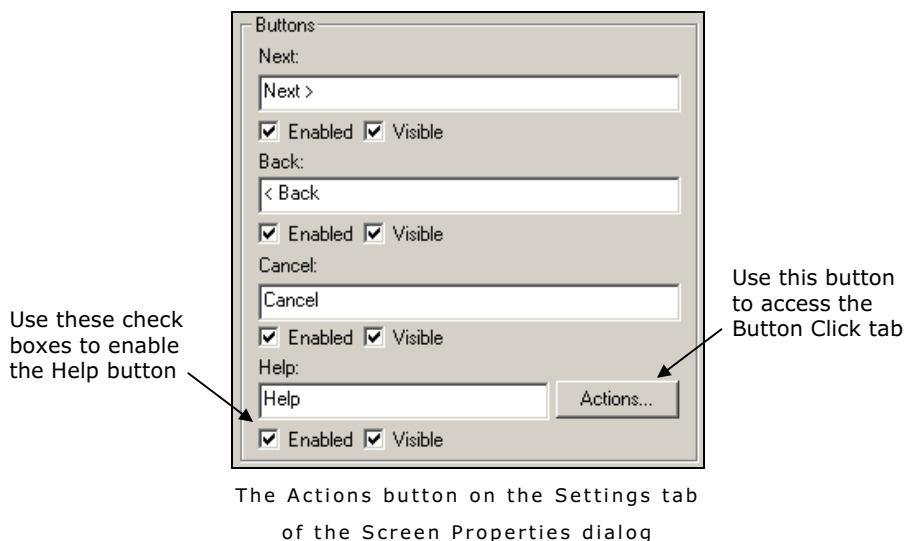 Buttons
Next:
Next >
Enabled Visible
Back:
< Back
Enabled Visible
Cancel:
Cancel
Enabled Visible
Help:
Help
Actions...
Enabled Visible
Use these check
boxes to enable
the Help button
Use this button
to access the
Button Click tab
The Actions button on the Settings tab
of the Screen Properties dialog